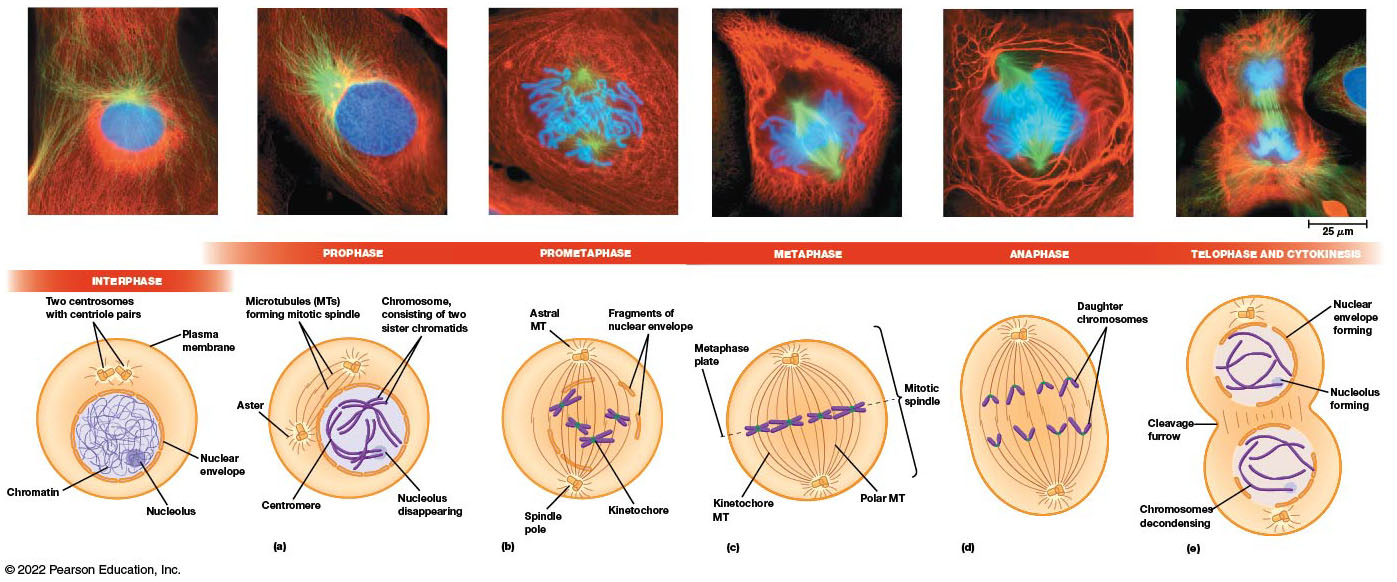 25 μm
PROPHASE
PROMETAPHASE
METAPHASE
ANAPHASE
TELOPHASE AND CYTOKINESIS
INTERPHASE
Two centrosomes
with centriole pairs
Plasma
membrane
Nuclear
envelope
Chromatin
Nucleolus
Microtubules (MTs)
forming mitotic spindle
Chromosome,
consisting of two
sister chromatids
Aster
Centromere
Nucleolus
disappearing
(a)
Astral
MT
Fragments of
nuclear envelope
Spindle
pole
Kinetochore
(b)
Metaphase
plate
Mitotic
spindle
Kinetochore
MT
Polar MT
(c)
Daughter
chromosomes
(d)
Nuclear
envelope
forming
Nucleolus
forming
Cleavage
furrow
Chromosomes
decondensing
(e)
© 2022 Pearson Education, Inc.